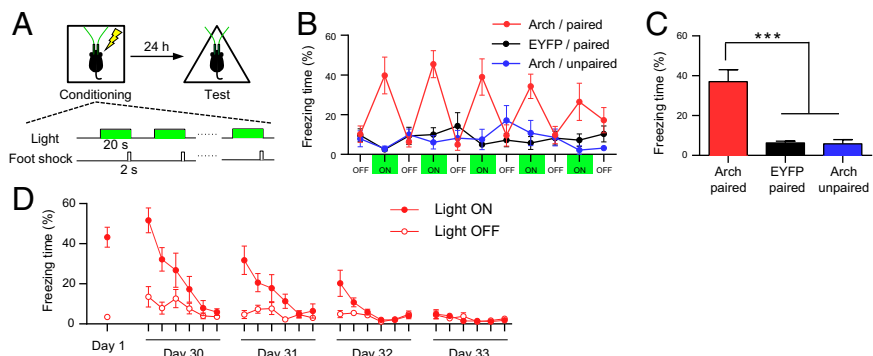 A
24 h
Conditioning
Test
Light
20 s
Foot shock
2 s
B
Freezing time (%)
60
40
20
0
Arch / paired
EYFP / paired
Arch / unpaired
OFF ON OFF ON OFF ON OFF ON OFF ON OFF
C
Freezing time (%)
60
40
20
0
***
Arch paired
EYFP paired
Arch unpaired
D
Freezing time (%)
60
40
20
0
Light ON
Light OFF
Day 1
Day 30
Day 31
Day 32
Day 33